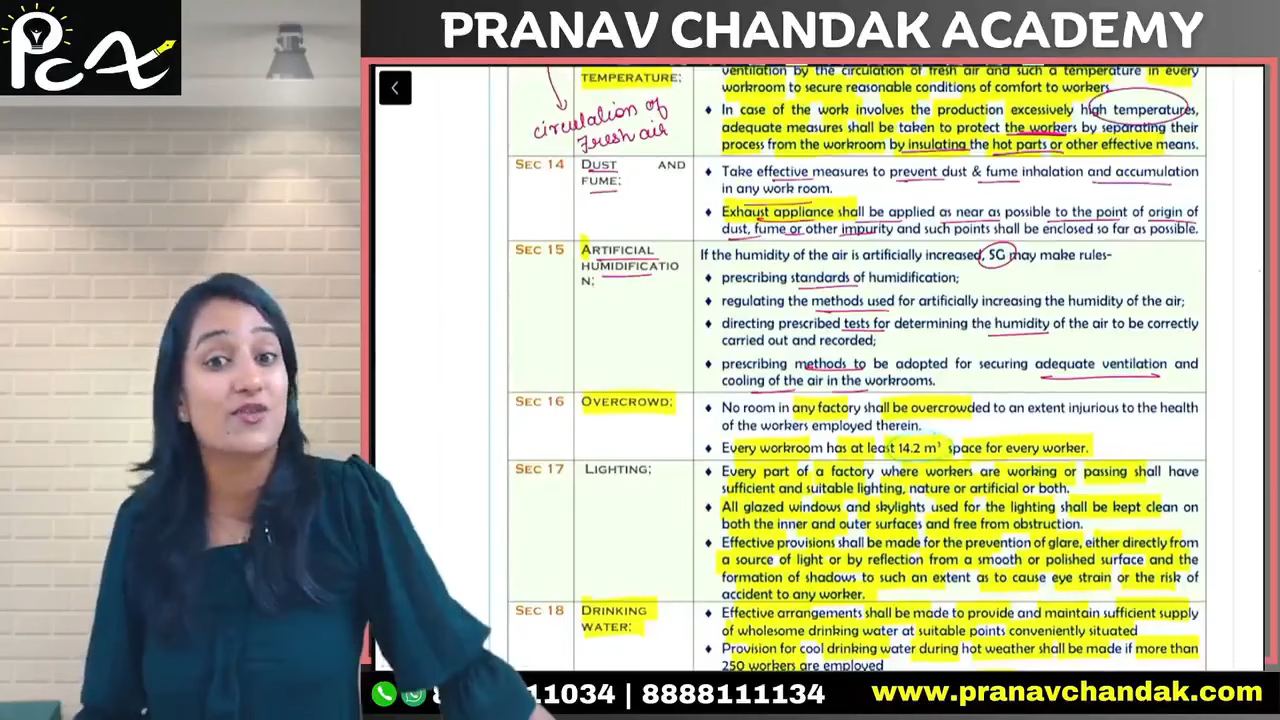 PCA
PRANAV CHANDAK ACADEMY
TEMPERATURE;
ventilation by the circulation of fresh air and such a temperature in every
workroom to secure reasonable conditions of comfort to workers.
circulation of
Fresh air
♦ In case of the work involves the production excessively high temperatures,
adequate measures shall be taken to protect the workers by separating their
process from the workroom by insulating the hot parts or other effective means.
SEC 14
DUST AND
FUME;
♦ Take effective measures to prevent dust & fume inhalation and accumulation
in any work room.
♦ Exhaust appliance shall be applied as near as possible to the point of origin of
dust, fume or other impurity and such points shall be enclosed so far as possible.
SEC 15
ARTIFICIAL
HUMIDIFICATIO
N;
If the humidity of the air is artificially increased, SG may make rules-
♦ prescribing standards of humidification;
♦ regulating the methods used for artificially increasing the humidity of the air;
♦ directing prescribed tests for determining the humidity of the air to be correctly
carried out and recorded;
♦ prescribing methods to be adopted for securing adequate ventilation and
cooling of the air in the workrooms.
SEC 16
OVERCROWD;
♦ No room in any factory shall be overcrowded to an extent injurious to the health
of the workers employed therein.
♦ Every workroom has at least 14.2 m³ space for every worker.
SEC 17
LIGHTING;
♦ Every part of a factory where workers are working or passing shall have
sufficient and suitable lighting, nature or artificial or both.
♦ All glazed windows and skylights used for the lighting shall be kept clean on
both the inner and outer surfaces and free from obstruction.
♦ Effective provisions shall be made for the prevention of glare, either directly from
a source of light or by reflection from a smooth or polished surface and the
formation of shadows to such an extent as to cause eye strain or the risk of
accident to any worker.
SEC 18
DRINKING
WATER;
♦ Effective arrangements shall be made to provide and maintain sufficient supply
of wholesome drinking water at suitable points conveniently situated
♦ Provision for cool drinking water during hot weather shall be made if more than
250 workers are employed
11034 | 8888111134
www.pranavchandak.com